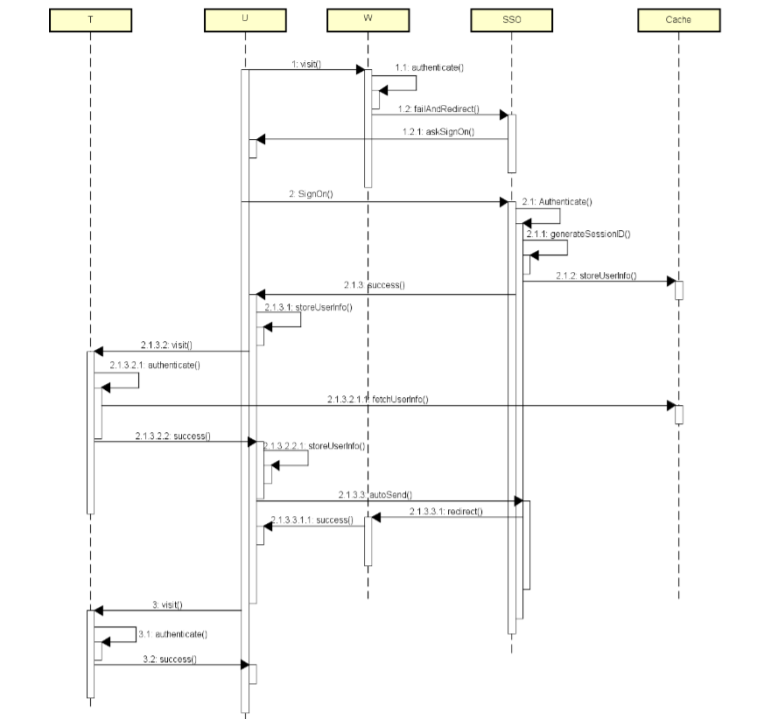 T
U
W
SSO
Cache
1: visit()
1.1: authenticate()
1.2: failAndRedirect()
1.2.1: askSignOn()
2: SignOn()
2.1: Authenticate()
2.1.1: generateSessionID()
2.1.2: storeUserInfo()
2.1.3: success()
2.1.3.1: storeUserInfo()
2.1.3.2: visit()
2.1.3.2.1: authenticate()
2.1.3.2.1.1: fetchUserInfo()
2.1.3.2.2: success()
2.1.3.2.2.1: storeUserInfo()
2.1.3.3: autoSend()
2.1.3.3.1: redirect()
2.1.3.3.1.1: success()
3: visit()
3.1: authenticate()
3.2: success()